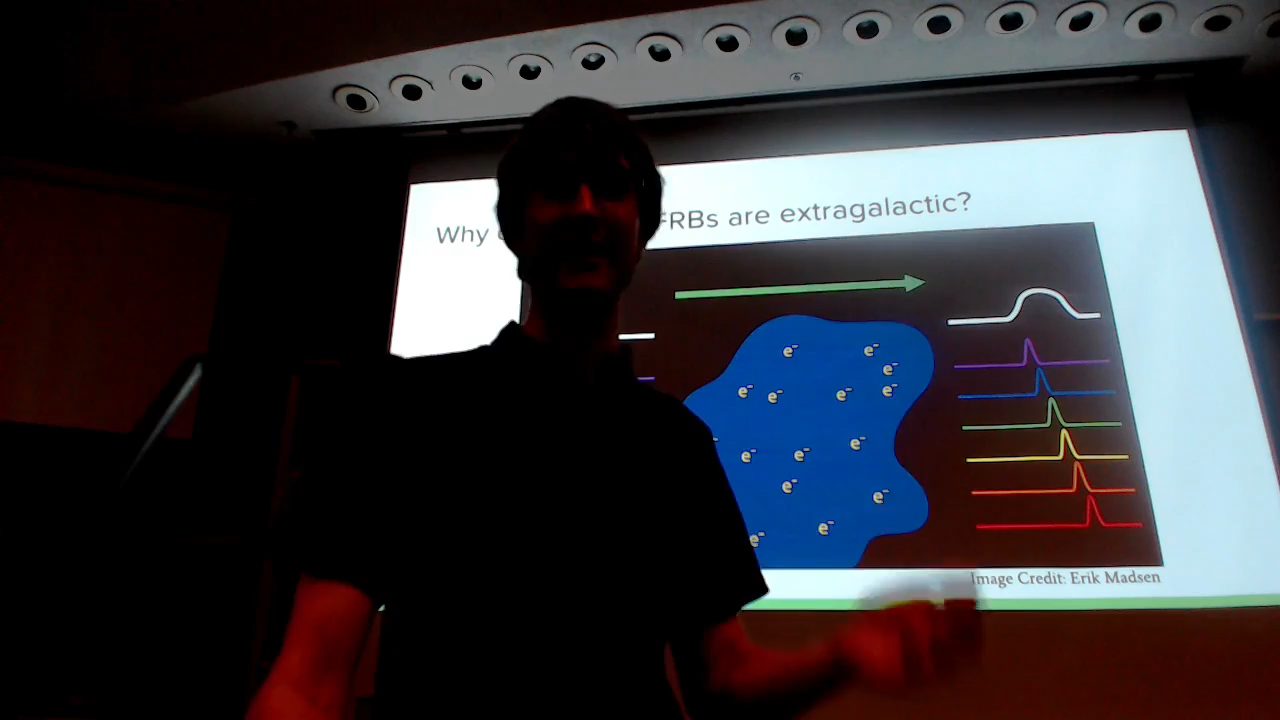 Why FRBs are extragalactic?
e⁻ e⁻
e⁻
e⁻ e⁻ e⁻ e⁻
e⁻
e⁻ e⁻
e⁻ e⁻
e⁻
e⁻
Image Credit: Erik Madsen